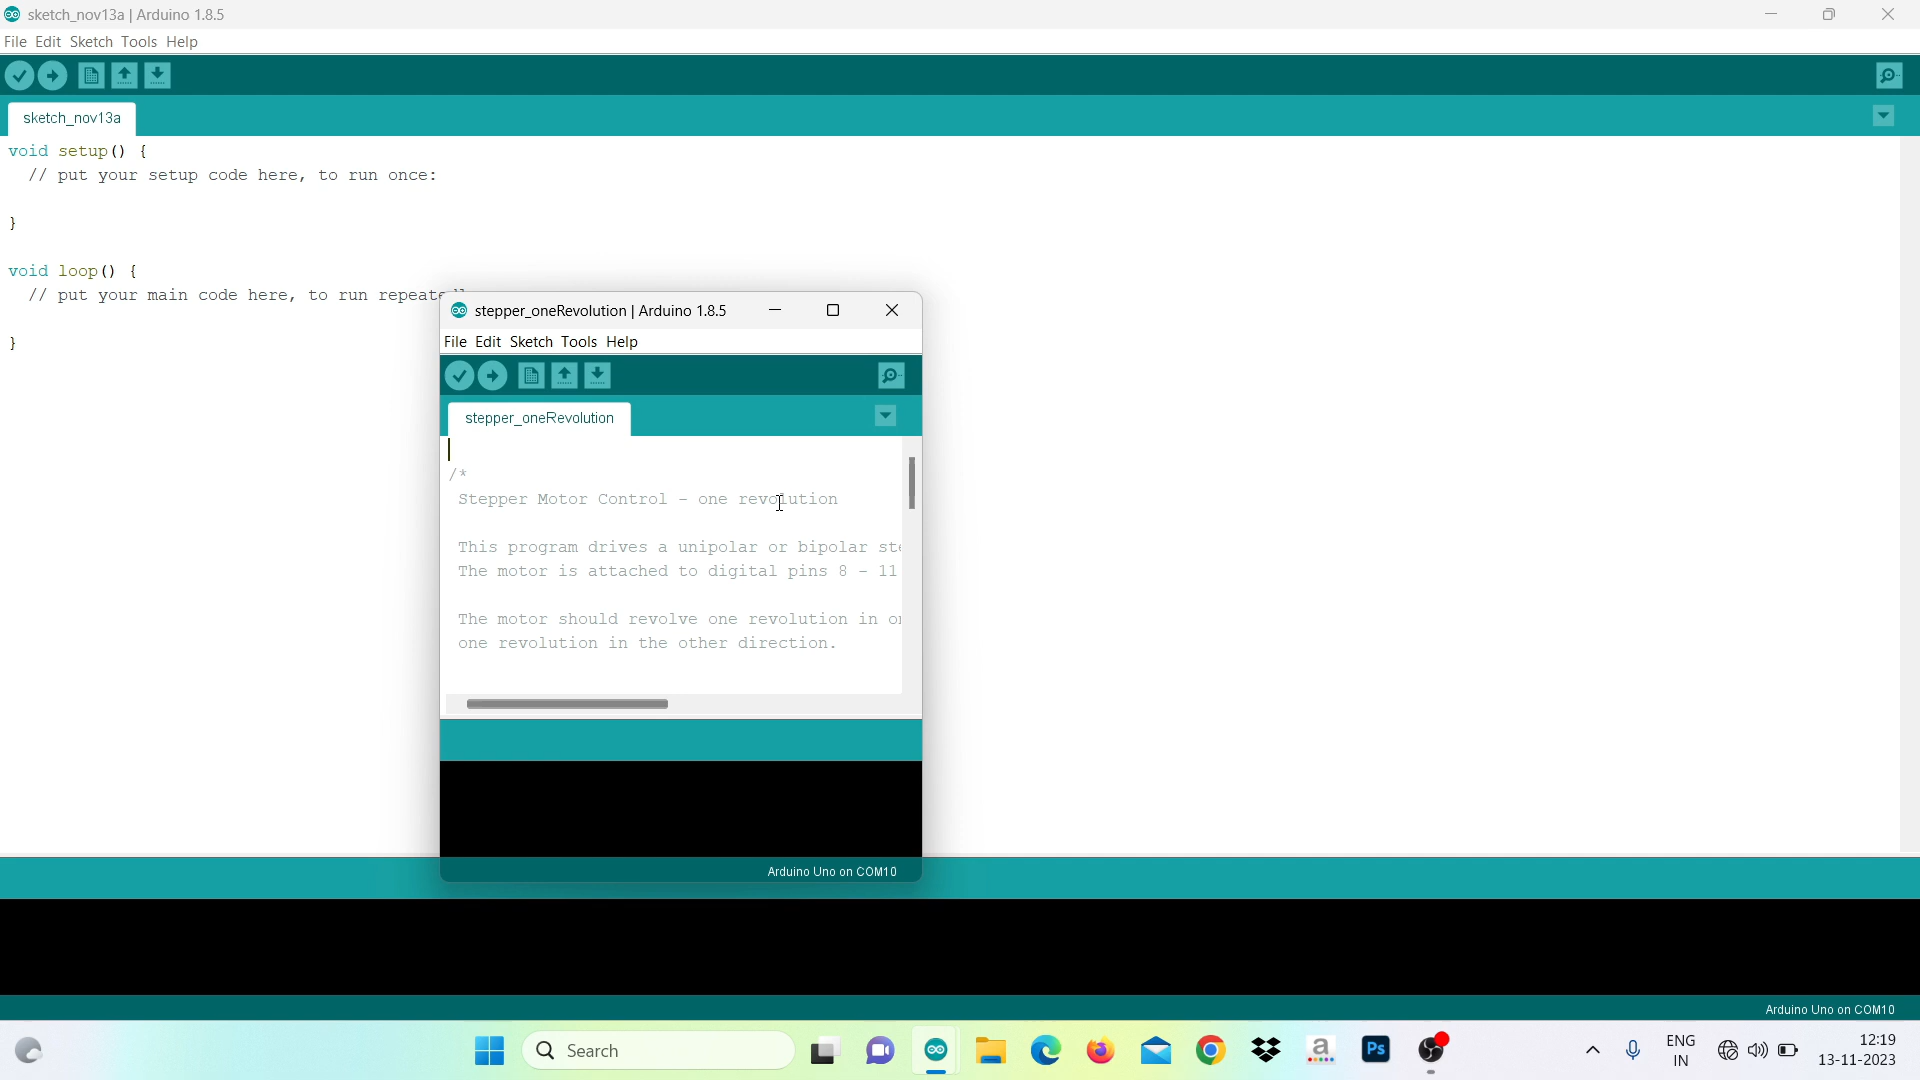 sketch_nov13a | Arduino 1.8.5
File Edit Sketch Tools Help
sketch_nov13a
void setup() {
// put your setup code here, to run once:
}
void loop() {
// put your main code here, to run
}
stepper_oneRevolution | Arduino 1.8.5
File Edit Sketch Tools Help
stepper_oneRevolution
/*
Stepper Motor Control - one revolution
This program drives a unipolar or bipolar
The motor is attached to digital pins 8 - 11
The motor should revolve one revolution in
one revolution in the other direction.
Arduino Uno on COM10
Arduino Uno on COM10
Search
a
Ps
ENG
IN
12:19
13-11-2023